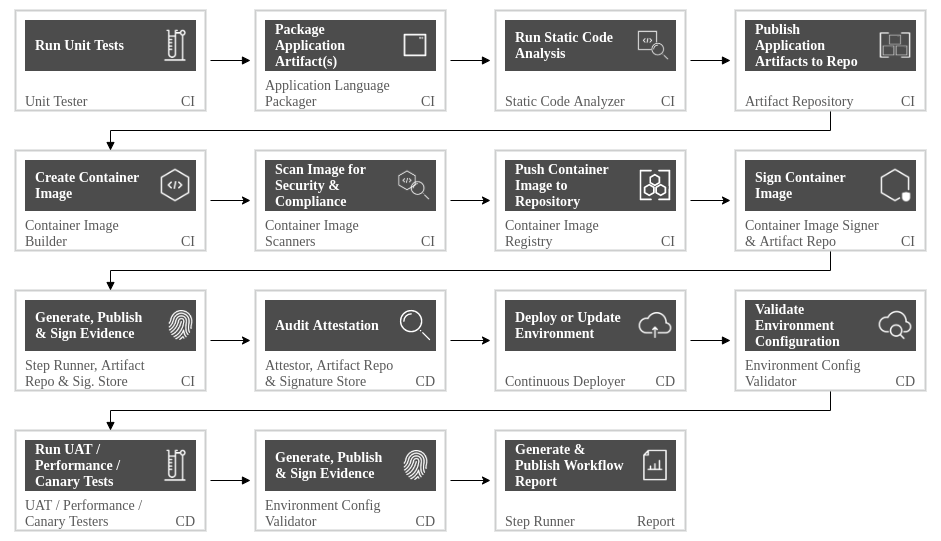 Run Unit Tests
Unit Tester CI
Package
Application
Artifact(s)
Application Language
Packager CI
Run Static Code
Analysis
Static Code Analyzer CI
Publish
Application
Artifacts to Repo
Artifact Repository CI
Create Container
Image
Container Image
Builder CI
Scan Image for
Security &
Compliance
Container Image
Scanners CI
Push Container
Image to
Repository
Container Image
Registry CI
Sign Container
Image
Container Image Signer
& Artifact Repo CI
Generate, Publish
& Sign Evidence
Step Runner, Artifact
Repo & Sig. Store CI
Audit Attestation
Attestor, Artifact Repo
& Signature Store CD
Deploy or Update
Environment
Continuous Deployer CD
Validate
Environment
Configuration
Environment Config
Validator CD
Run UAT /
Performance /
Canary Tests
UAT / Performance /
Canary Testers CD
Generate, Publish
& Sign Evidence
Environment Config
Validator CD
Generate &
Publish Workflow
Report
Step Runner Report